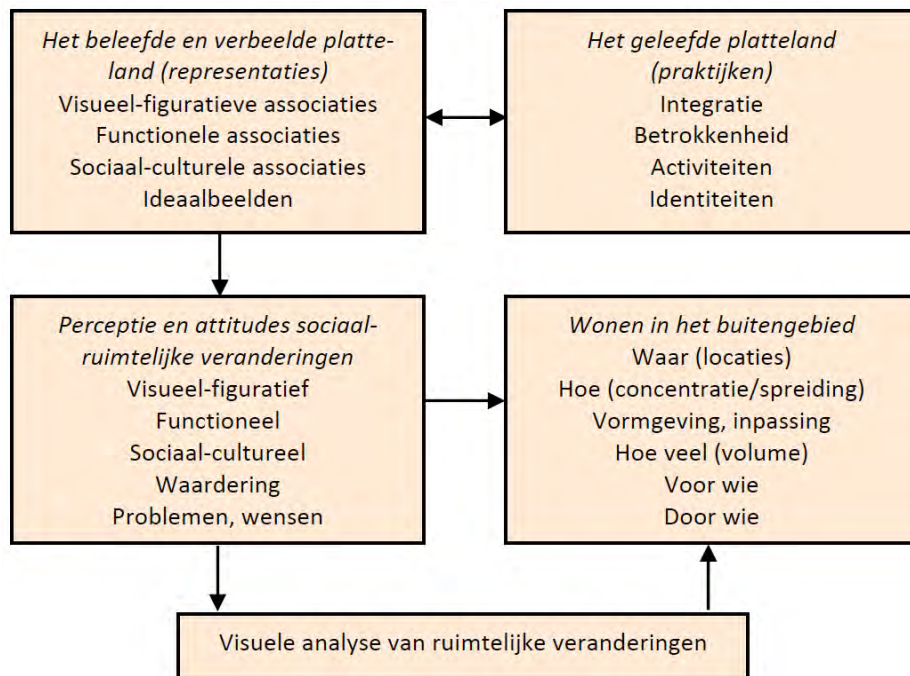 Het beleefde en verbeelde platte-
land (representaties)
Visueel-figuratieve associaties
Functionele associaties
Sociaal-culturele associaties
Ideaalbeelden
Het geleefde platteland
(praktijken)
Integratie
Betrokkenheid
Activiteiten
Identiteiten
Perceptie en attitudes sociaal-
ruimtelijke veranderingen
Visueel-figuratief
Functioneel
Sociaal-cultureel
Waardering
Problemen, wensen
Wonen in het buitengebied
Waar (locaties)
Hoe (concentratie/spreiding)
Vormgeving, inpassing
Hoe veel (volume)
Voor wie
Door wie
Visuele analyse van ruimtelijke veranderingen